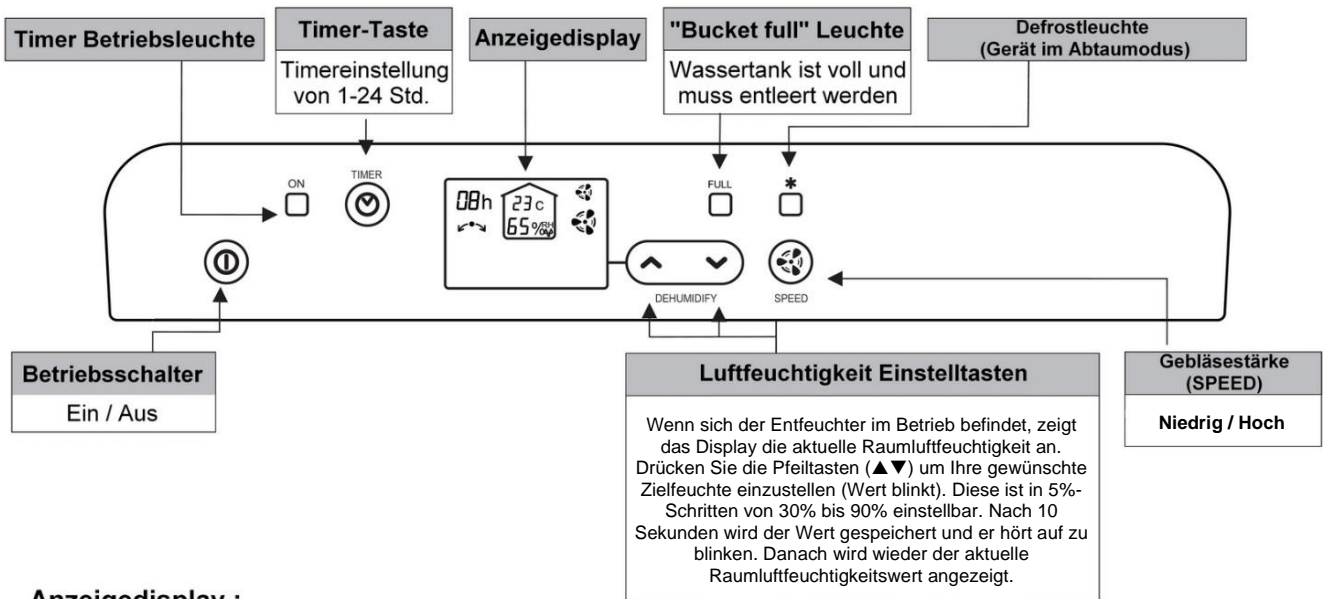 Timer Betriebsleuchte
Timer-Taste
Timereinstellung
von 1-24 Std.
Anzeigedisplay
"Bucket full" Leuchte
Wassertank ist voll und
muss entleert werden
Defrostleuchte
(Gerät im Abtaumodus)
ON
TIMER
08h
23c
65%RH
FULL
*
DEHUMIDIFY
SPEED
Betriebsschalter
Ein / Aus
Luftfeuchtigkeit Einstelltasten
Wenn sich der Entfeuchter im Betrieb befindet, zeigt
das Display die aktuelle Raumluftfeuchtigkeit an.
Drücken Sie die Pfeiltasten (▲▼) um Ihre gewünschte
Zielfeuchte einzustellen (Wert blinkt). Diese ist in 5%-
Schritten von 30% bis 90% einstellbar. Nach 10
Sekunden wird der Wert gespeichert und er hört auf zu
blinken. Danach wird wieder der aktuelle
Raumluftfeuchtigkeitswert angezeigt.
Gebläsestärke
(SPEED)
Niedrig / Hoch
Anzeigedisplay :